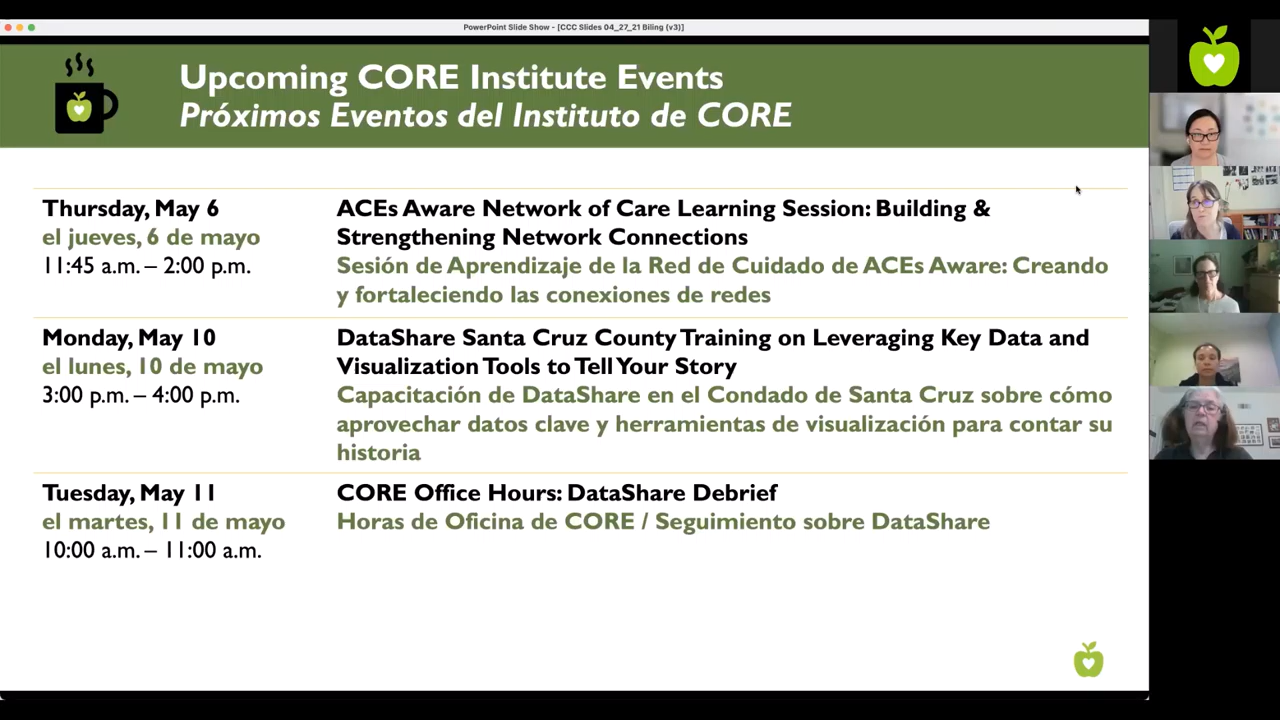 PowerPoint Slide Show - [CCC Slides 04_27_21 Biling (v3)]
Upcoming CORE Institute Events
Próximos Eventos del Instituto de CORE
Thursday, May 6
el jueves, 6 de mayo
11:45 a.m. – 2:00 p.m.
ACEs Aware Network of Care Learning Session: Building &
Strengthening Network Connections
Sesión de Aprendizaje de la Red de Cuidado de ACEs Aware: Creando
y fortaleciendo las conexiones de redes
Monday, May 10
el lunes, 10 de mayo
3:00 p.m. – 4:00 p.m.
DataShare Santa Cruz County Training on Leveraging Key Data and
Visualization Tools to Tell Your Story
Capacitación de DataShare en el Condado de Santa Cruz sobre cómo
aprovechar datos clave y herramientas de visualización para contar su
historia
Tuesday, May 11
el martes, 11 de mayo
10:00 a.m. – 11:00 a.m.
CORE Office Hours: DataShare Debrief
Horas de Oficina de CORE / Seguimiento sobre DataShare